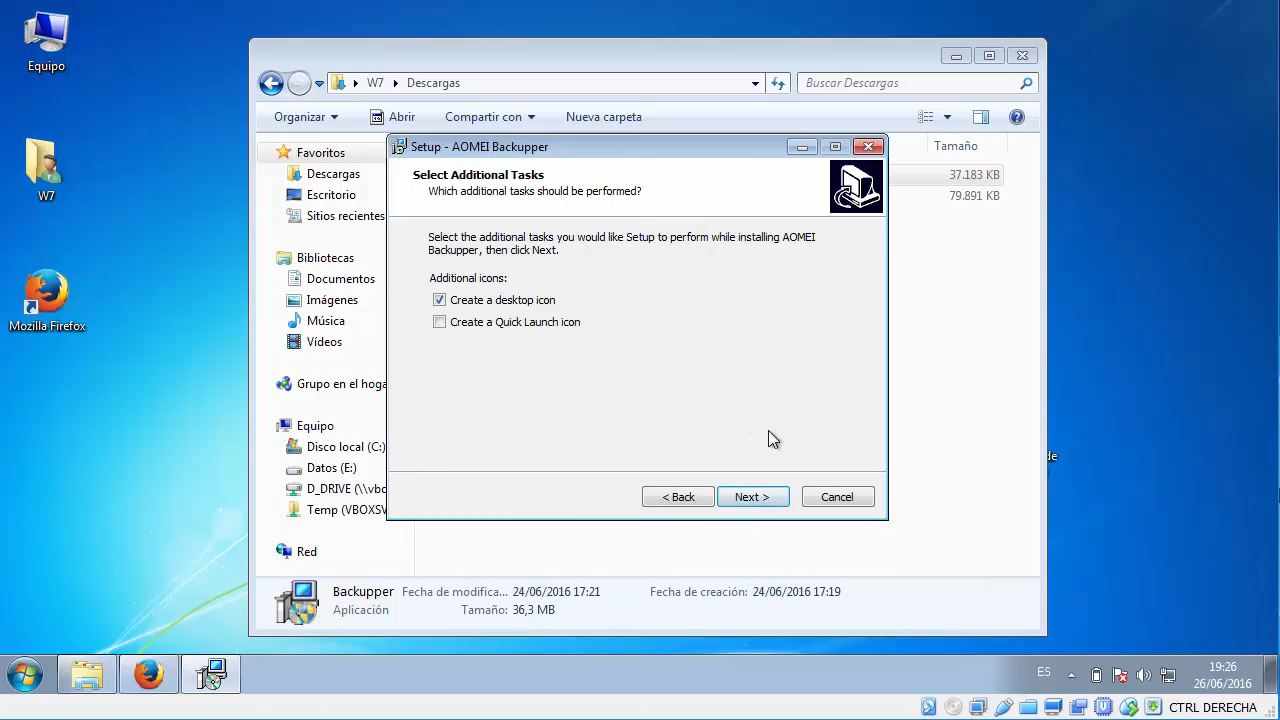 Equipo
W7
Mozilla Firefox
W7
Descargas
Buscar Descargas
Organizar
Abrir
Compartir con
Nueva carpeta
Favoritos
Descargas
Escritorio
Sitios recientes
Bibliotecas
Documentos
Imágenes
Música
Vídeos
Grupo en el hoga
Equipo
Disco local (C:)
Datos (E:)
D_DRIVE (\\vbo
Temp (VBOXSV
Red
Tamaño
37.183 KB
79.891 KB
Setup - AOMEI Backupper
Select Additional Tasks
Which additional tasks should be performed?
Select the additional tasks you would like Setup to perform while installing AOMEI
Backupper, then click Next.
Additional icons:
Create a desktop icon
Create a Quick Launch icon
< Back
Next >
Cancel
de
Backupper
Fecha de modifica... 24/06/2016 17:21
Fecha de creación: 24/06/2016 17:19
Aplicación
Tamaño: 36,3 MB
ES
19:26
26/06/2016
CTRL DERECHA